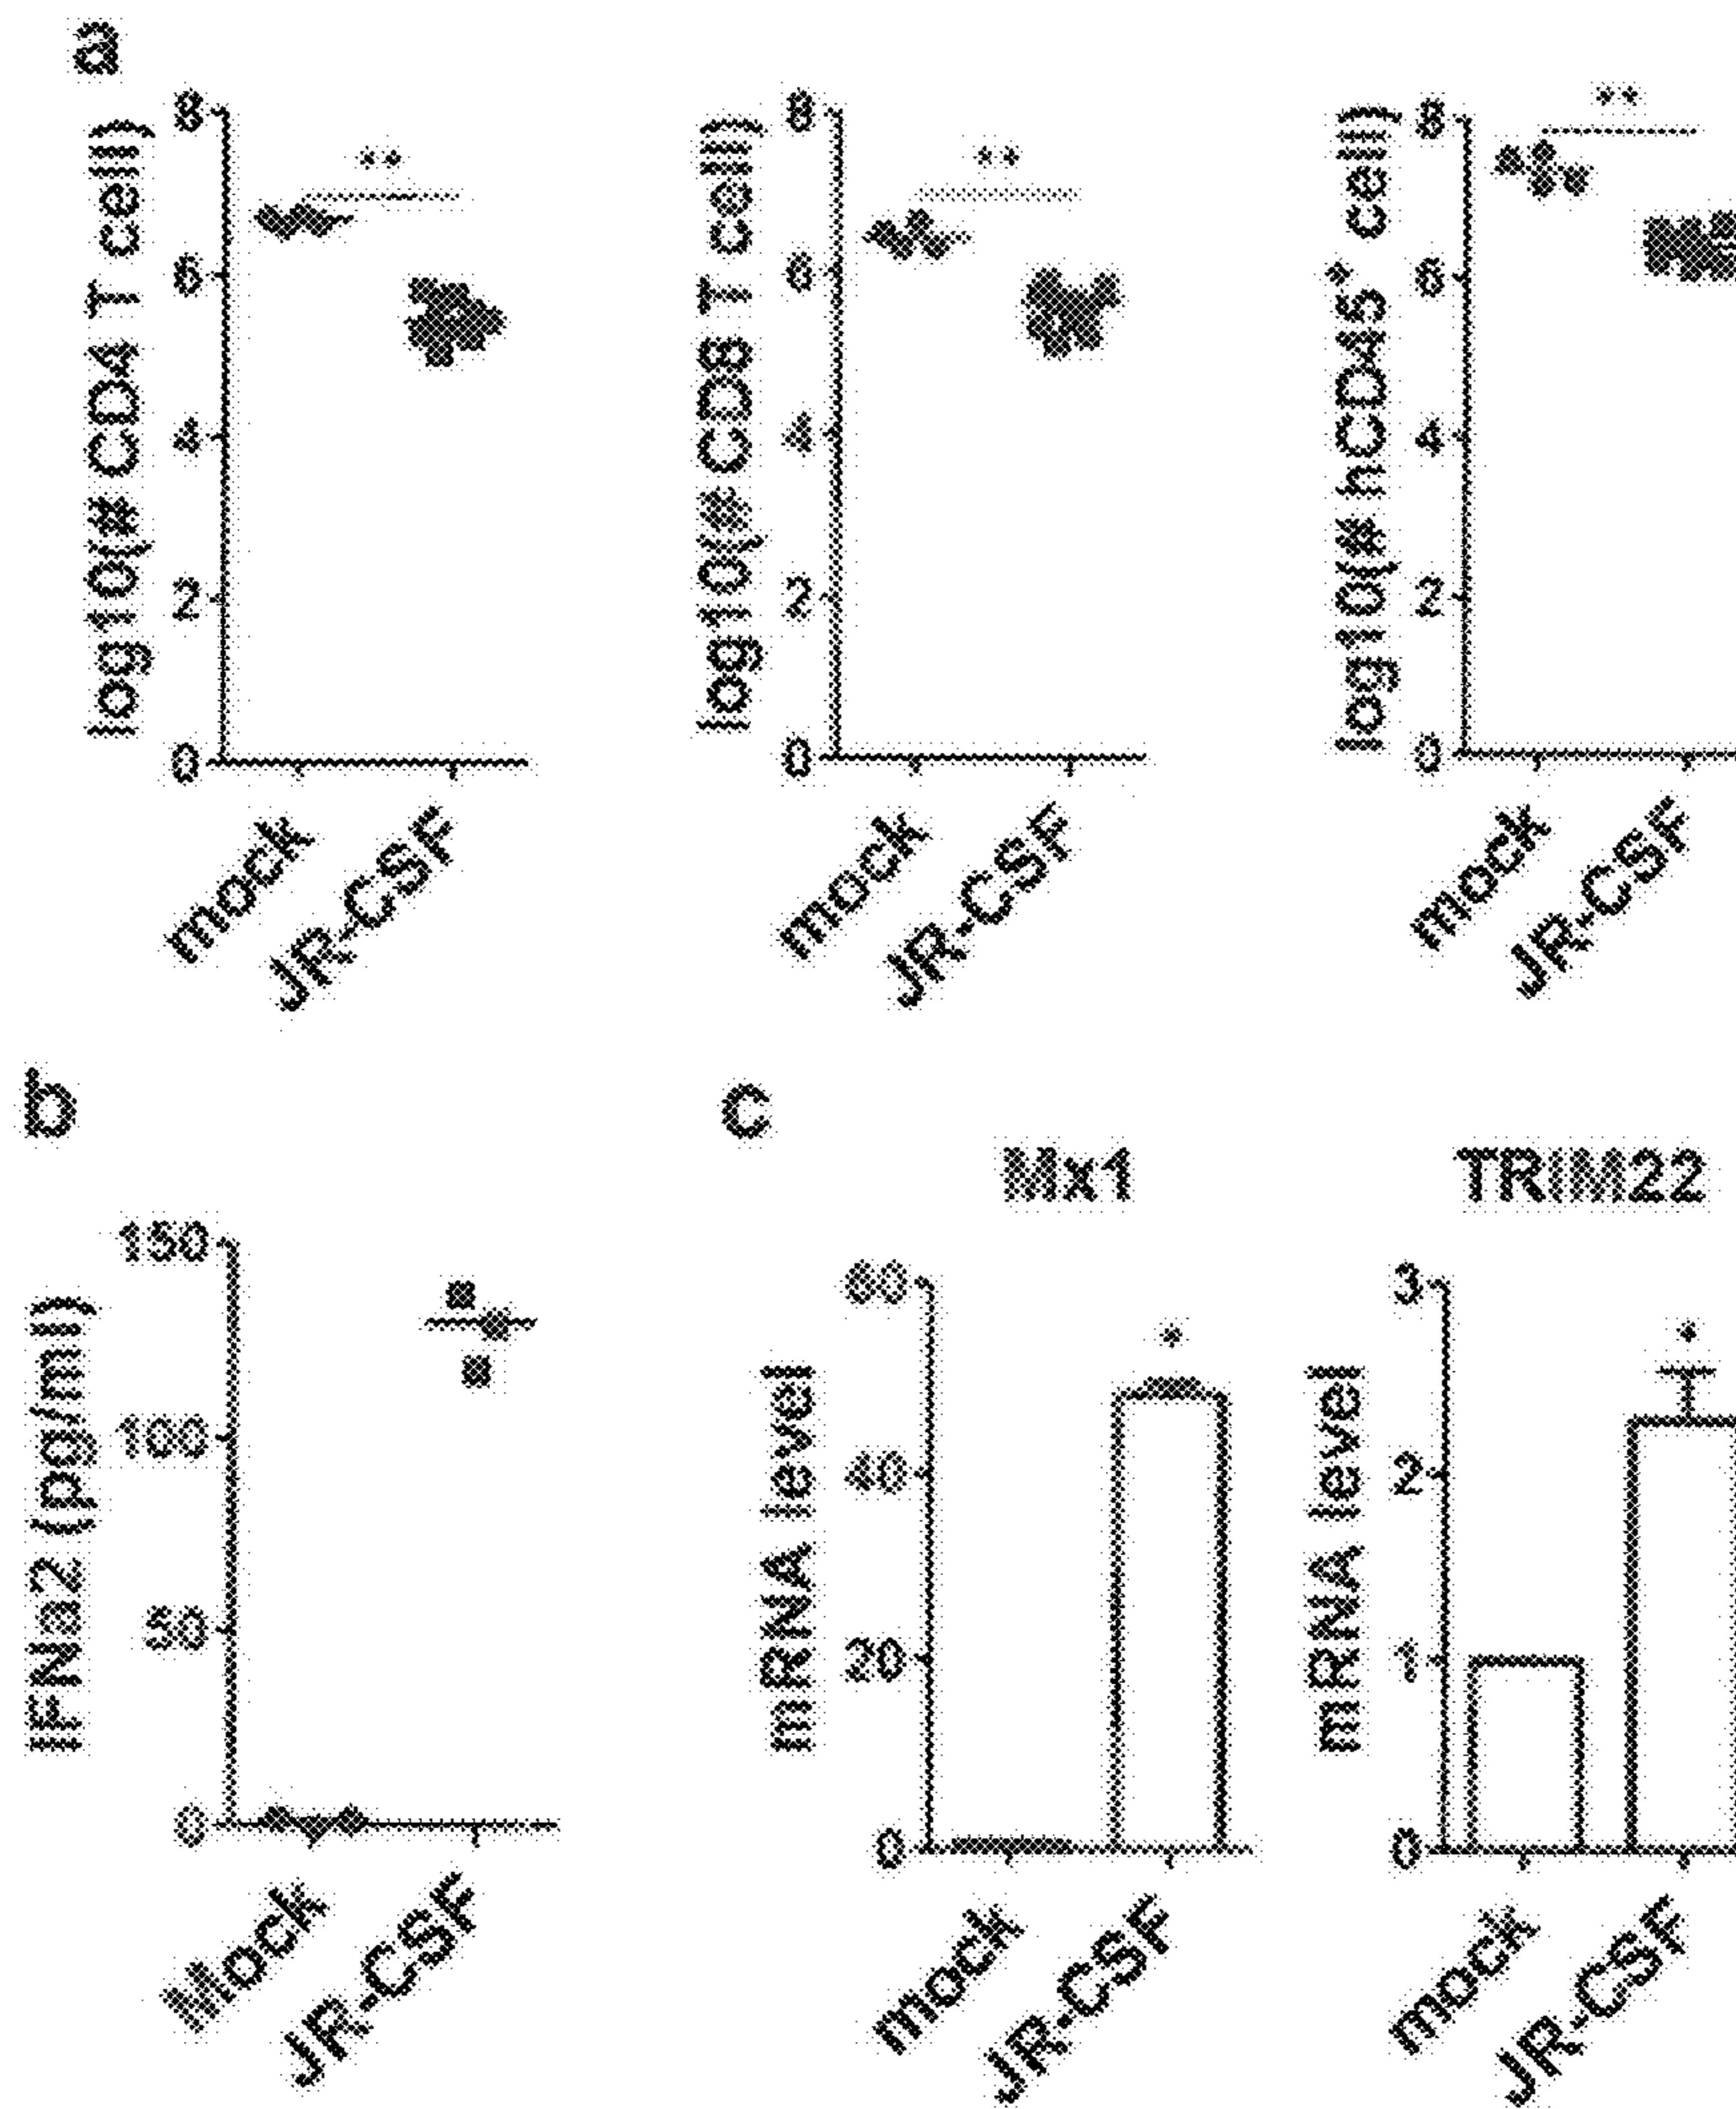 a
log10(# CD4 T cell)
8
6
4
2
0
**
mock
JR-CSF
log10(# CD8 T cell)
8
6
4
2
0
**
mock
JR-CSF
log10(# hCD45+ cell)
8
6
4
2
0
**
mock
JR-CSF
b
IFNa2 (pg/ml)
150
100
50
0
Mock
JR-CSF
c
Mx1
mRNA level
60
40
20
0
*
mock
JR-CSF
TRIM22
mRNA level
3
2
1
0
*
mock
JR-CSF